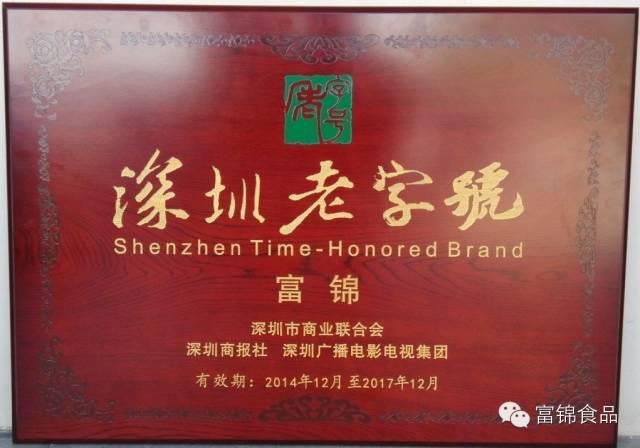 老字号
深圳老字號
Shenzhen Time-Honored Brand
富锦
深圳市商业联合会
深圳商报社 深圳广播电影电视集团
有效期：2014年12月至2017年12月
富锦食品